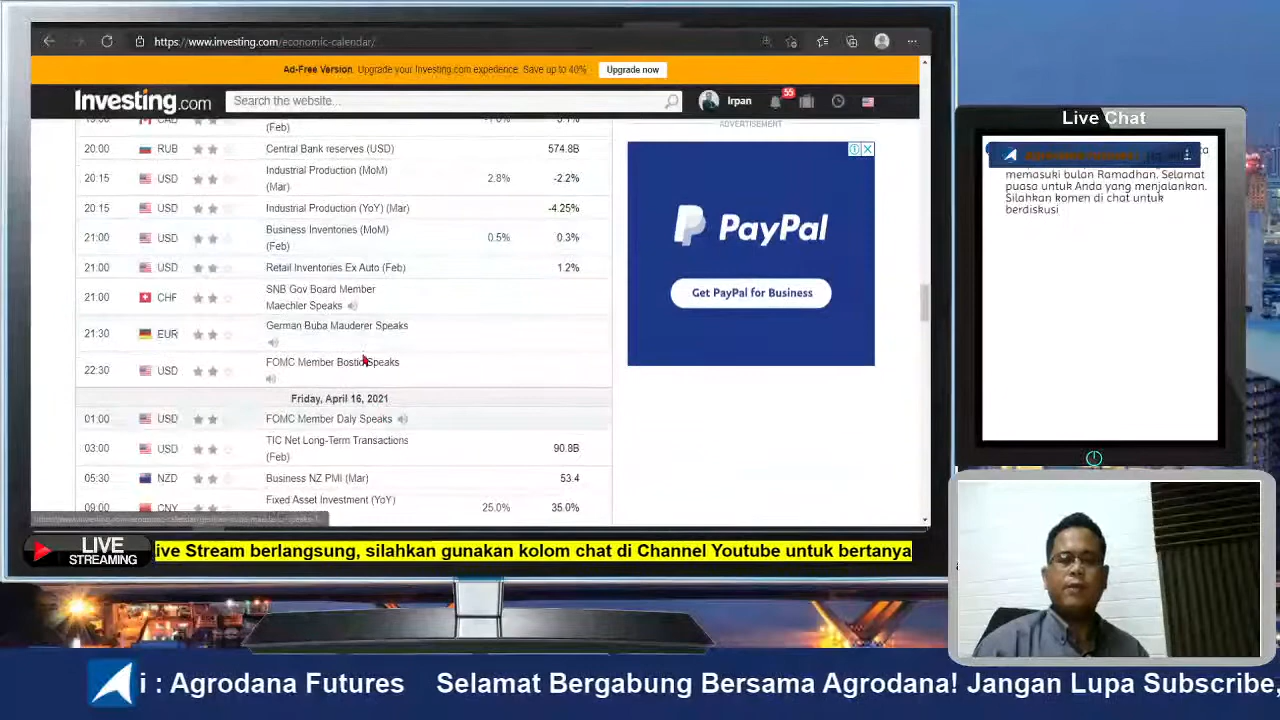 https://www.investing.com/economic-calendar/
Ad-Free Version. Upgrade your Investing.com experience. Save up to 40%
Upgrade now
Investing.com
Search the website...
Irpan
55
ADVERTISEMENT
(Feb)
20:00 RUB Central Bank reserves (USD) 574.8B
20:15 USD Industrial Production (MoM) (Mar) 2.8% -2.2%
20:15 USD Industrial Production (YoY) (Mar) -4.25%
21:00 USD Business Inventories (MoM) (Feb) 0.5% 0.3%
21:00 USD Retail Inventories Ex Auto (Feb) 1.2%
21:00 CHF SNB Gov Board Member Maechler Speaks
21:30 EUR German Buba Mauderer Speaks
22:30 USD FOMC Member Bostic Speaks
Friday, April 16, 2021
01:00 USD FOMC Member Daly Speaks
03:00 USD TIC Net Long-Term Transactions (Feb) 90.8B
05:30 NZD Business NZ PMI (Mar) 53.4
09:00 CNY Fixed Asset Investment (YoY) 25.0% 35.0%
PayPal
Get PayPal for Business
Live Chat
memasuki bulan Ramadhan. Selamat
puasa untuk Anda yang menjalankan.
Silahkan komen di chat untuk
berdiskusi
LIVE
STREAMING
ive Stream berlangsung, silahkan gunakan kolom chat di Channel Youtube untuk bertanya
i : Agrodana Futures Selamat Bergabung Bersama Agrodana! Jangan Lupa Subscribe,